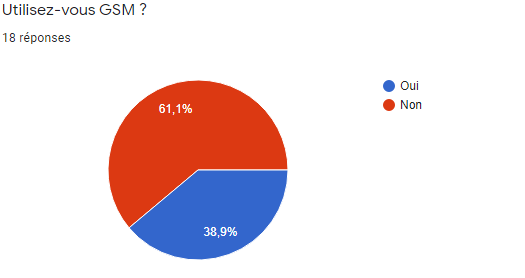 Utilisez-vous GSM ?
18 réponses
Oui
Non
61,1%
38,9%